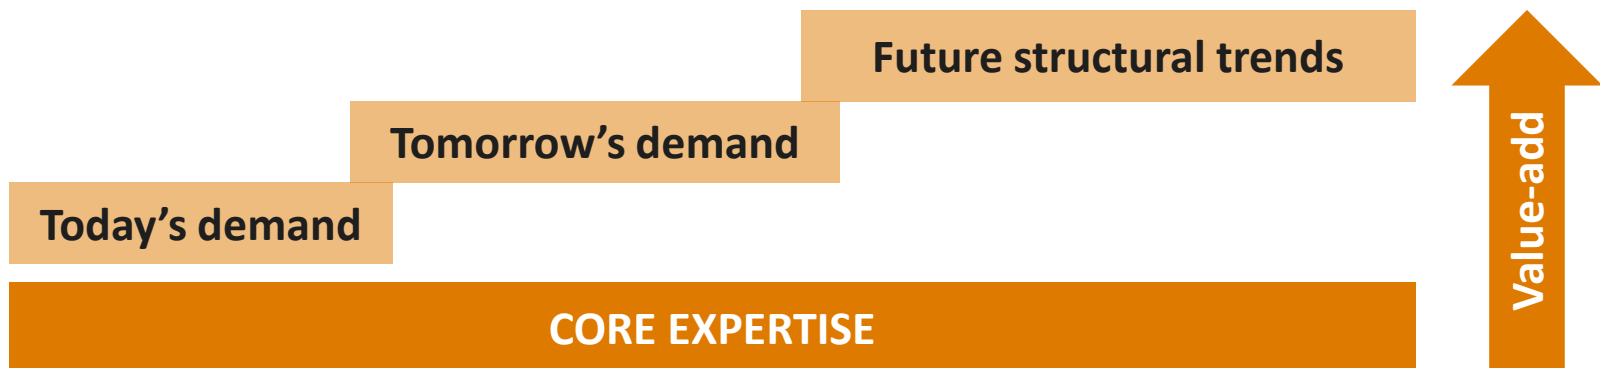 Future structural trends
Tomorrow’s demand
Today’s demand
CORE EXPERTISE
Value-add